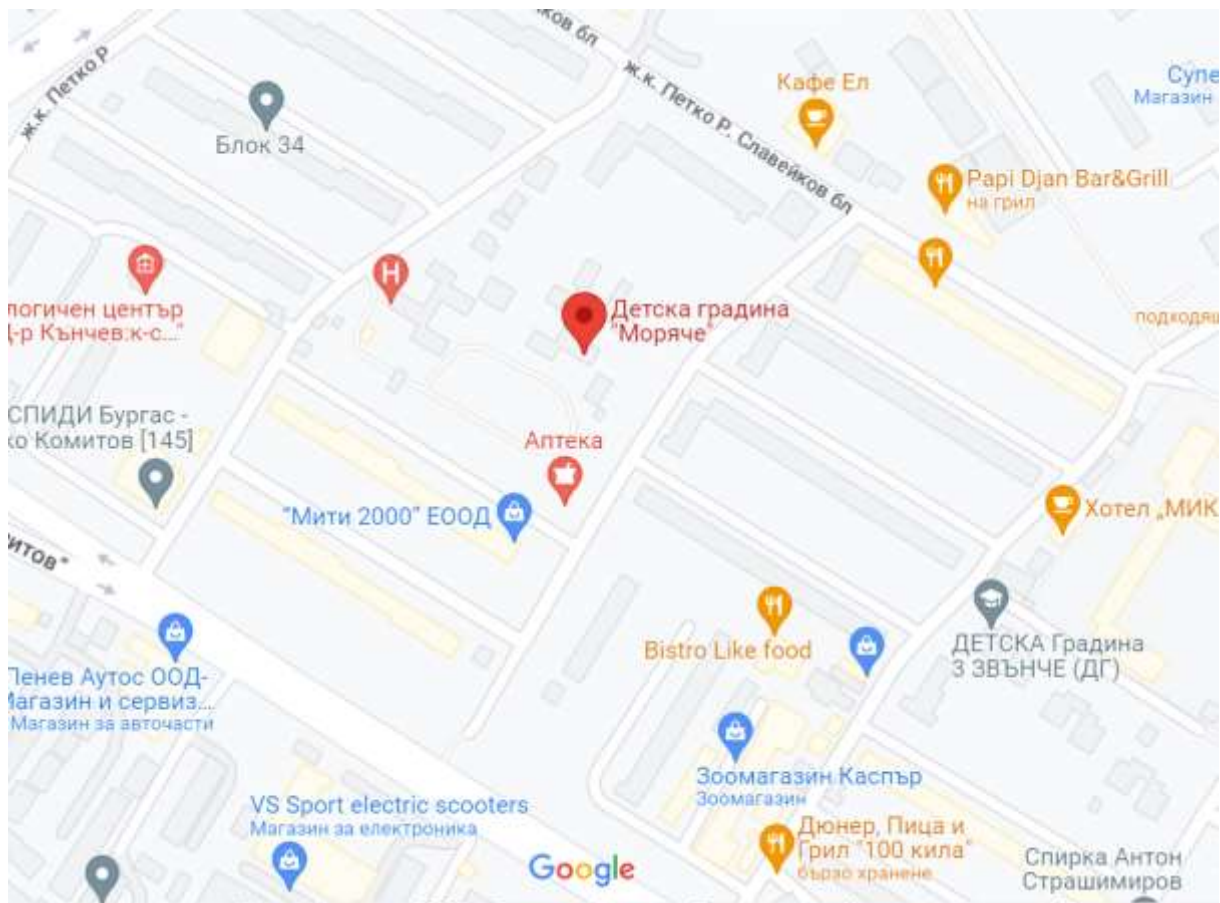 ков бл
ж.к. Петко Р
ж.к. Петко Р. Славейков бл
Кафе Ел
Супе
Магазин
Блок 34
Papi Djan Bar&Grill
на грил
H
логичен център
Д-р Кънчев:к-с..."
Детска градина
"Моряче"
подходящ
СПИДИ Бургас -
ко Комитов [145]
Аптека
"Мити 2000" ЕООД
Хотел „МИК
митов"
Bistro Like food
ДЕТСКА Градина
3 ЗВЪНЧЕ (ДГ)
Пенев Аутос ООД-
Магазин и сервиз...
Магазин за авточасти
Зоомагазин Каспър
Зоомагазин
VS Sport electric scooters
Магазин за електроника
Дюнер, Пица и
Грил "100 кила"
бързо хранене
Google
Спирка Антон
Страшимиров